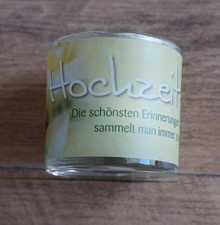 Hochzeit
Die schönsten Erinnerungen
sammelt man immer